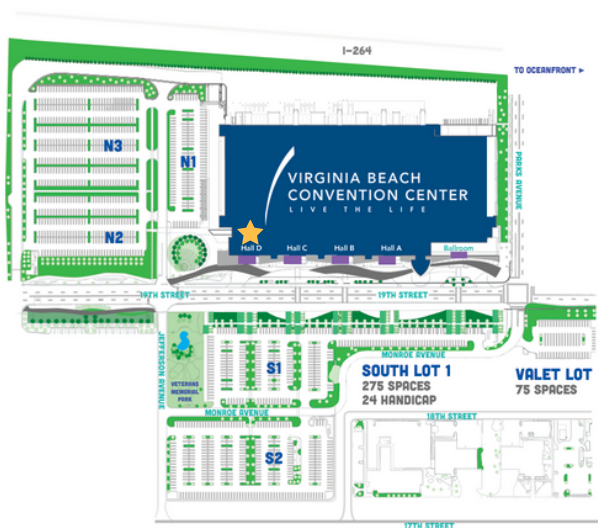 I-264
TO OCEANFRONT ►
N3
N1
N2
VIRGINIA BEACH
CONVENTION CENTER
LIVE THE LIFE
PARKS AVENUE
Hall D
Hall C
Hall B
Hall A
Ballroom
19TH STREET
19TH STREET
JEFFERSON AVENUE
VETERANS
MEMORIAL
PARK
S1
MONROE AVENUE
SOUTH LOT 1
275 SPACES
24 HANDICAP
VALET LOT
75 SPACES
MONROE AVENUE
18TH STREET
S2
17TH STREET